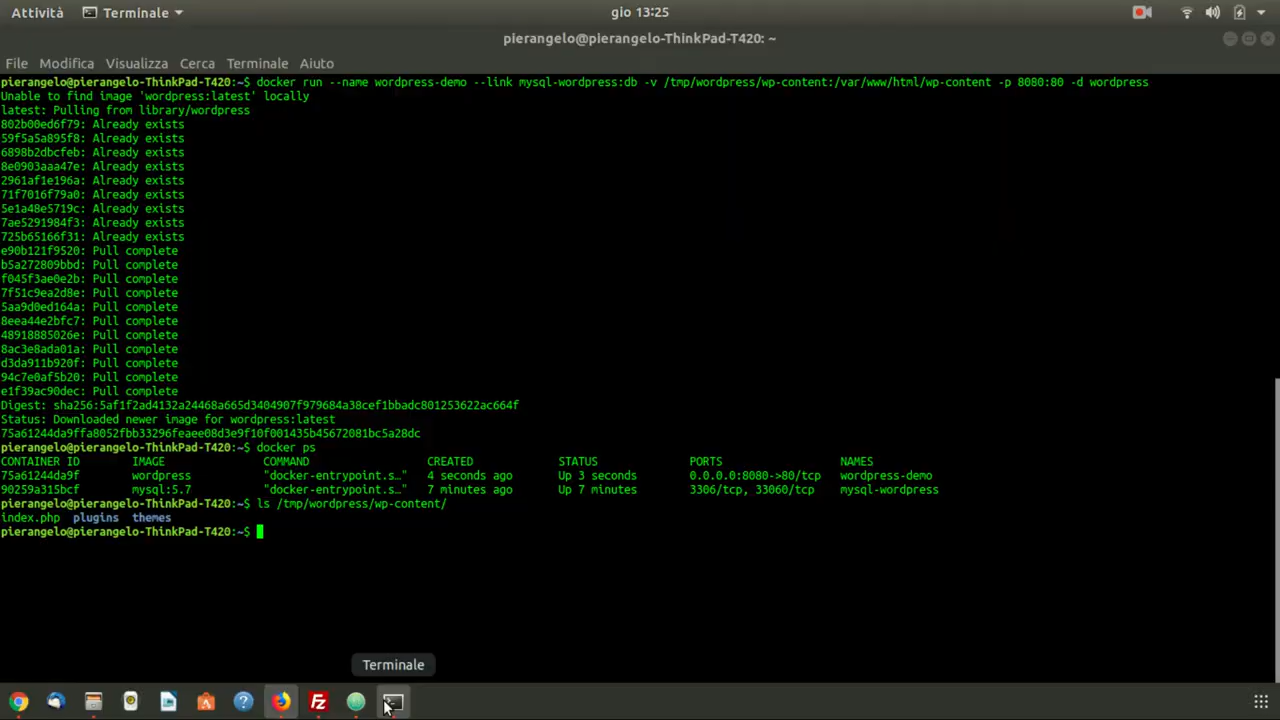 Attività Terminale gio 13:25
pierangelo@pierangelo-ThinkPad-T420: ~
File Modifica Visualizza Cerca Terminale Aiuto
pierangelo@pierangelo-ThinkPad-T420:~$ docker run --name wordpress-demo --link mysql-wordpress:db -v /tmp/wordpress/wp-content:/var/www/html/wp-content -p 8080:80 -d wordpress
Unable to find image 'wordpress:latest' locally
latest: Pulling from library/wordpress
802b00ed6f79: Already exists
59f5a5a895f8: Already exists
6898b2dbcfeb: Already exists
8e0903aaa47e: Already exists
2961af1e196a: Already exists
71f7016f79a0: Already exists
5e1a48e5719c: Already exists
7ae5291984f3: Already exists
725b65166f31: Already exists
e90b121f9520: Pull complete
b5a272809bbd: Pull complete
f045f3ae0e2b: Pull complete
7f51c9ea2d8e: Pull complete
5aa9d0ed164a: Pull complete
8eea44e2bfc7: Pull complete
48918885026e: Pull complete
8ac3e8ada01a: Pull complete
d3da911b920f: Pull complete
94c7e0af5b20: Pull complete
e1f39ac90dec: Pull complete
Digest: sha256:5af1f2ad4132a24468a665d3404907f979684a38cef1bbadc801253622ac664f
Status: Downloaded newer image for wordpress:latest
75a61244da9ffa8052fbb33296feaee08d3e9f10f001435b45672081bc5a28dc
pierangelo@pierangelo-ThinkPad-T420:~$ docker ps
CONTAINER ID IMAGE COMMAND CREATED STATUS PORTS NAMES
75a61244da9f wordpress "docker-entrypoint.s…" 4 seconds ago Up 3 seconds 0.0.0.0:8080->80/tcp wordpress-demo
90259a315bcf mysql:5.7 "docker-entrypoint.s…" 7 minutes ago Up 7 minutes 3306/tcp, 33060/tcp mysql-wordpress
pierangelo@pierangelo-ThinkPad-T420:~$ ls /tmp/wordpress/wp-content/
index.php plugins themes
pierangelo@pierangelo-ThinkPad-T420:~$
Terminale